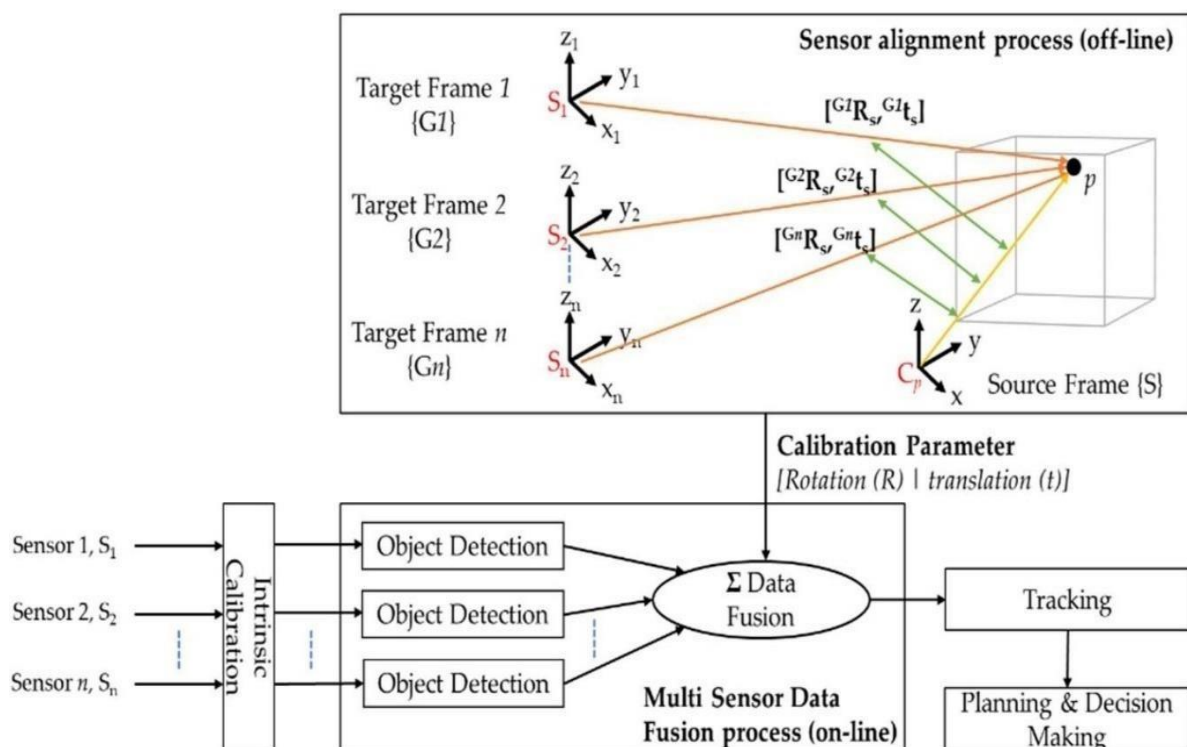 Sensor alignment process (off-line)
Target Frame 1
{G1}
z₁
y₁
S₁
x₁
[ᴳ¹Rₛ, ᴳ¹tₛ]
p
Target Frame 2
{G2}
z₂
y₂
S₂
x₂
[ᴳ²Rₛ, ᴳ²tₛ]
[ᴳⁿRₛ, ᴳⁿtₛ]
Target Frame n
{Gn}
zₙ
yₙ
Sₙ
xₙ
z
y
Cₚ
x
Source Frame {S}
Calibration Parameter
[Rotation (R) | translation (t)]
Sensor 1, S₁
Sensor 2, S₂
Sensor n, Sₙ
Intrinsic
Calibration
Object Detection
Object Detection
Object Detection
Σ Data
Fusion
Multi Sensor Data
Fusion process (on-line)
Tracking
Planning & Decision
Making